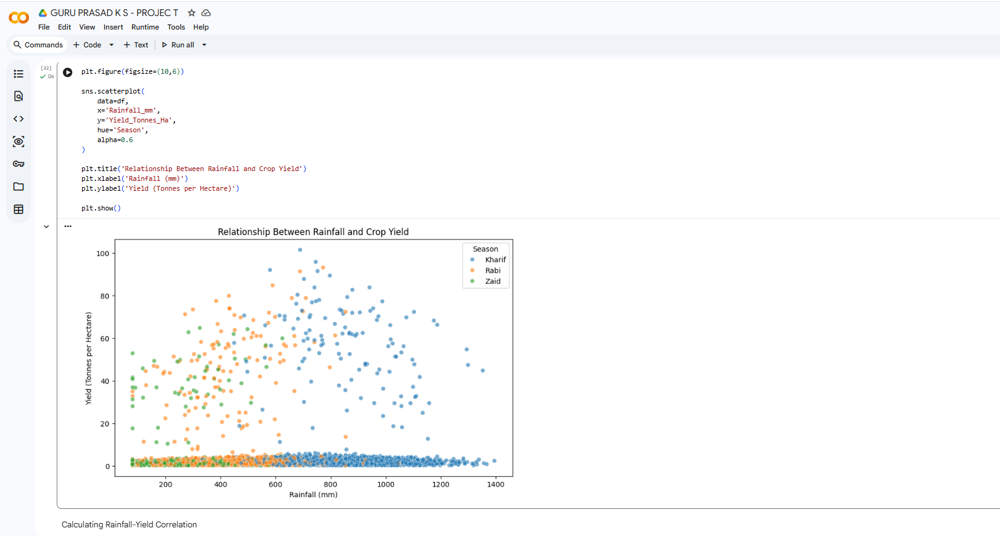 GURU PRASAD K S - PROJEC T
File Edit View Insert Runtime Tools Help
Commands + Code + Text Run all
[22]
0s
plt.figure(figsize=(10,6))
sns.scatterplot(
data=df,
x='Rainfall_mm',
y='Yield_Tonnes_Ha',
hue='Season',
alpha=0.6
)
plt.title('Relationship Between Rainfall and Crop Yield')
plt.xlabel('Rainfall (mm)')
plt.ylabel('Yield (Tonnes per Hectare)')
plt.show()
Relationship Between Rainfall and Crop Yield
Season
Kharif
Rabi
Zaid
Yield (Tonnes per Hectare)
100
80
60
40
20
0
200 400 600 800 1000 1200 1400
Rainfall (mm)
Calculating Rainfall-Yield Correlation